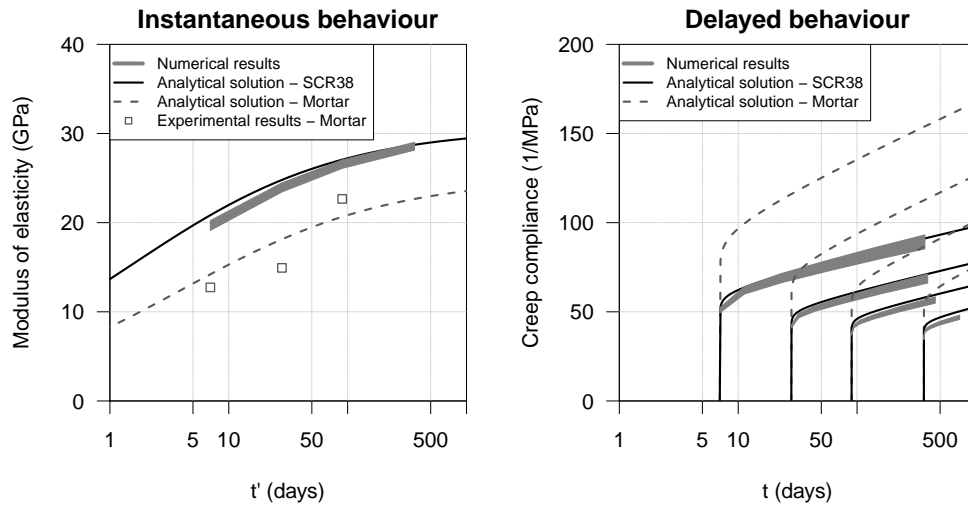 Instantaneous behaviour
Numerical results
Analytical solution – SCR38
Analytical solution – Mortar
Experimental results – Mortar
Modulus of elasticity (GPa)
40
30
20
10
0
1 5 10 50 500
t' (days)
Delayed behaviour
Numerical results
Analytical solution – SCR38
Analytical solution – Mortar
Creep compliance (1/MPa)
200
150
100
50
0
1 5 10 50 500
t (days)